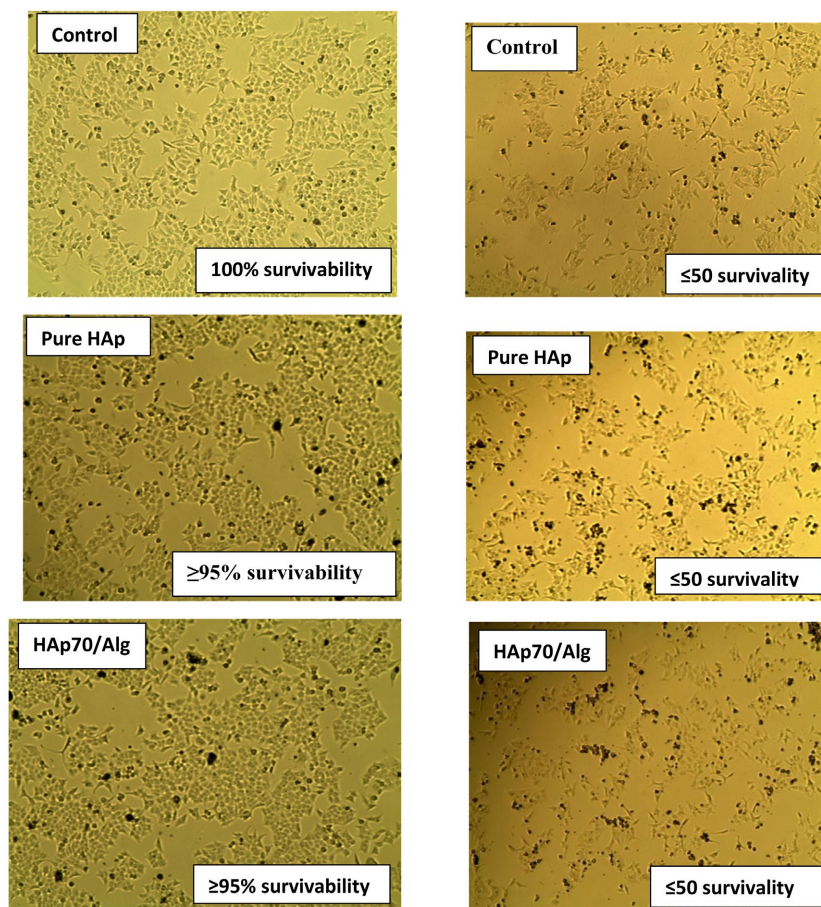 Control
100% survivability
Control
≤50 survivality
Pure HAp
≥95% survivability
Pure HAp
≤50 survivality
HAp70/Alg
≥95% survivability
HAp70/Alg
≤50 survivality